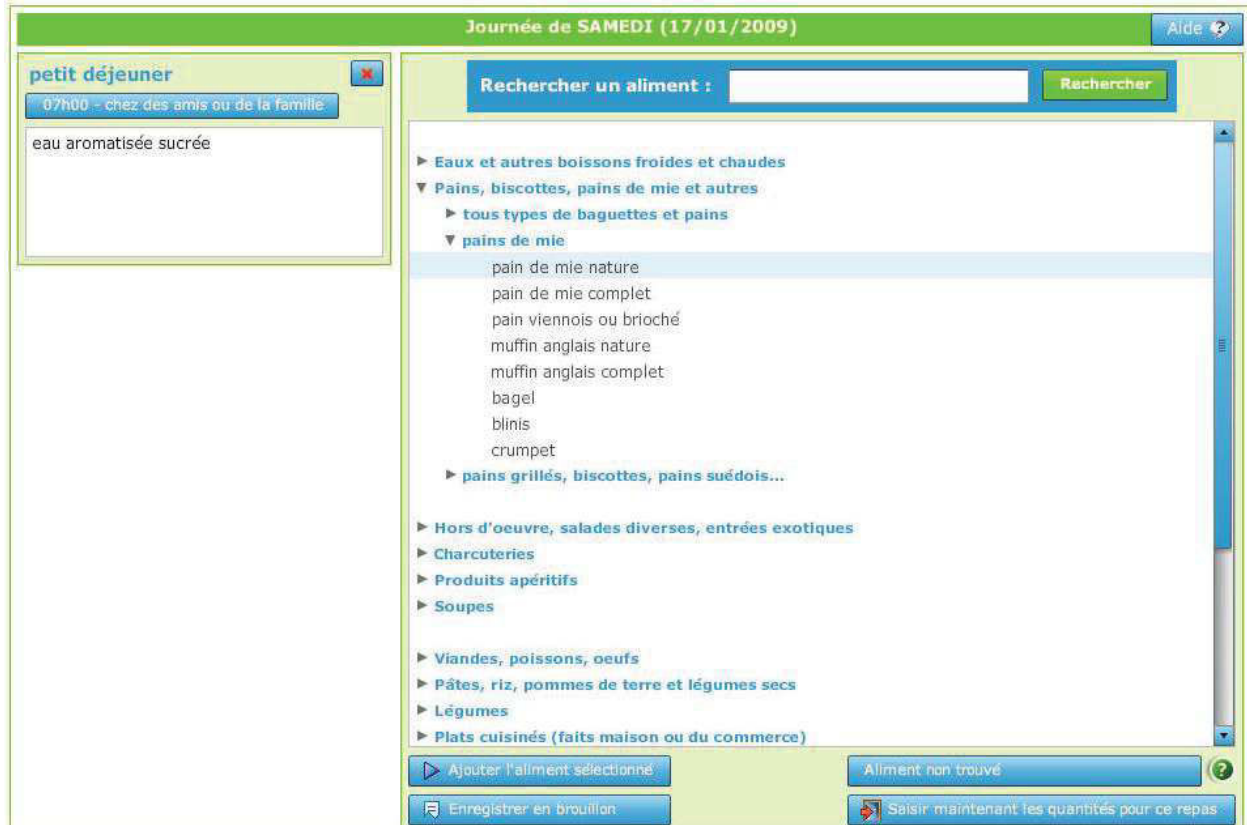 Journée de SAMEDI (17/01/2009)
Aide
petit déjeuner
07h00 - chez des amis ou de la famille
eau aromatisée sucrée
Rechercher un aliment :
Rechercher
Eaux et autres boissons froides et chaudes
Pains, biscottes, pains de mie et autres
tous types de baguettes et pains
pains de mie
pain de mie nature
pain de mie complet
pain viennois ou brioché
muffin anglais nature
muffin anglais complet
bagel
blinis
crumpet
pains grillés, biscottes, pains suédois...
Hors d'oeuvre, salades diverses, entrées exotiques
Charcuteries
Produits apéritifs
Soupes
Viandes, poissons, oeufs
Pâtes, riz, pommes de terre et légumes secs
Légumes
Plats cuisinés (faits maison ou du commerce)
Ajouter l'aliment sélectionné
Aliment non trouvé
Enregistrer en brouillon
Saisir maintenant les quantités pour ce repas